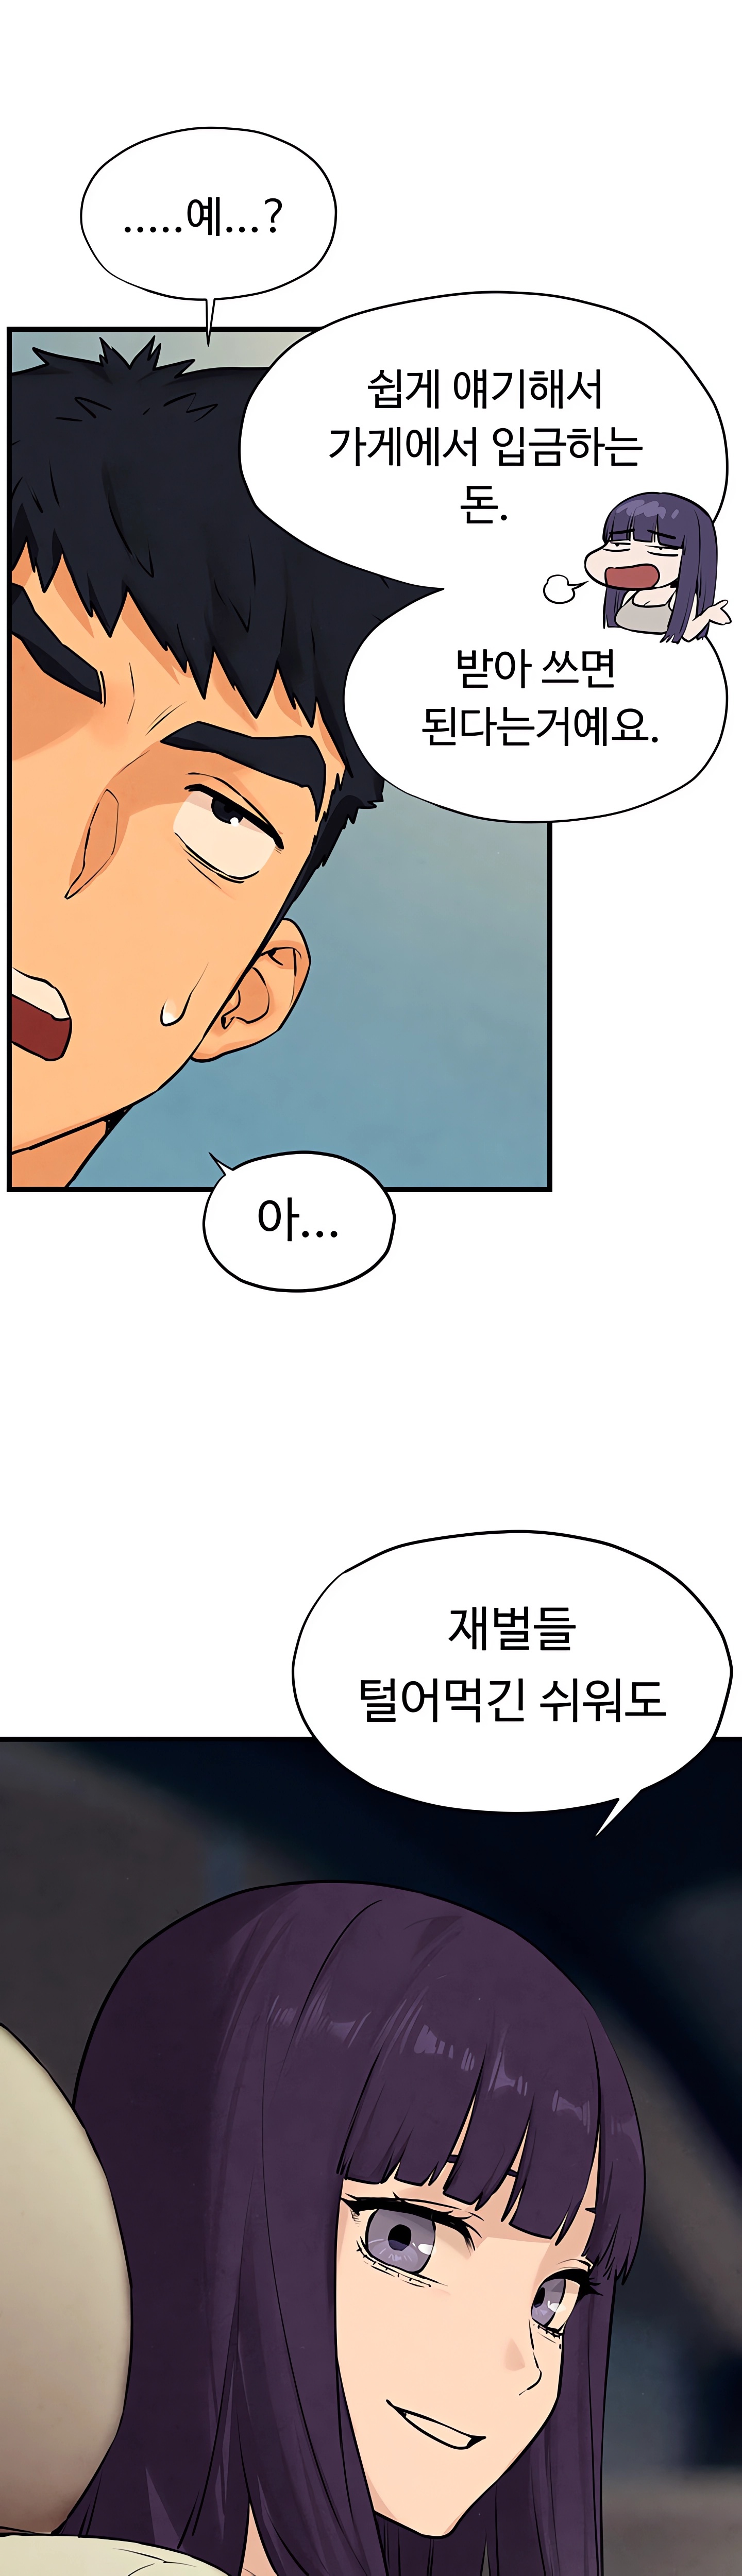 .....예...?
쉽게 얘기해서
가게에서 입금하는
돈.
받아 쓰면
된다는거예요.
아...
재벌들
털어먹긴 쉬워도